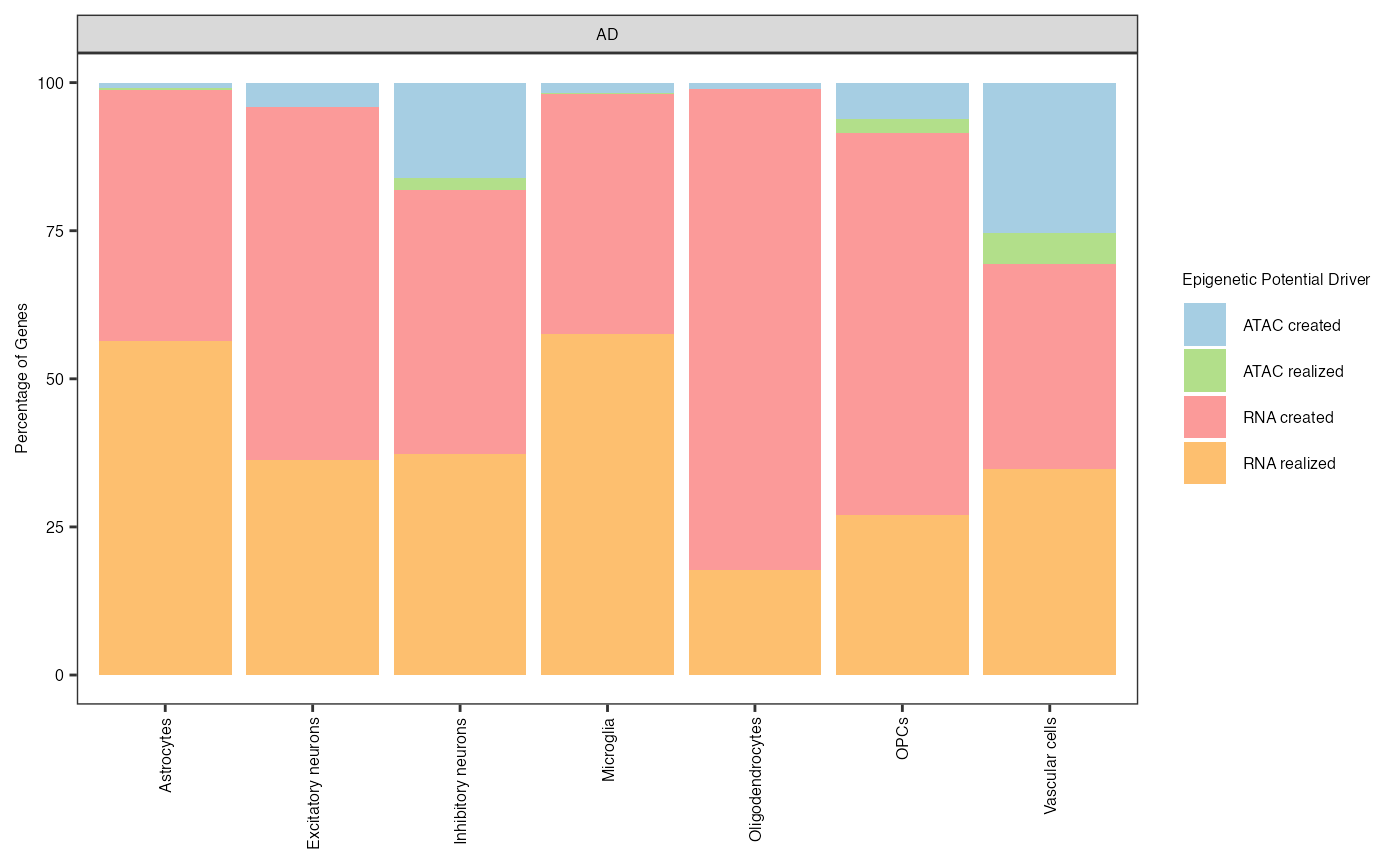 AD
100
75
50
25
0
Percentage of Genes
Astrocytes
Excitatory neurons
Inhibitory neurons
Microglia
Oligodendrocytes
OPCs
Vascular cells
Epigenetic Potential Driver
ATAC created
ATAC realized
RNA created
RNA realized